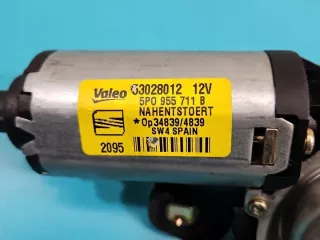 Valeo 53028012 12V
5P0 955 711 B
NAHENTSTOERT
*Op34839/4839
SW4 SPAIN
2095